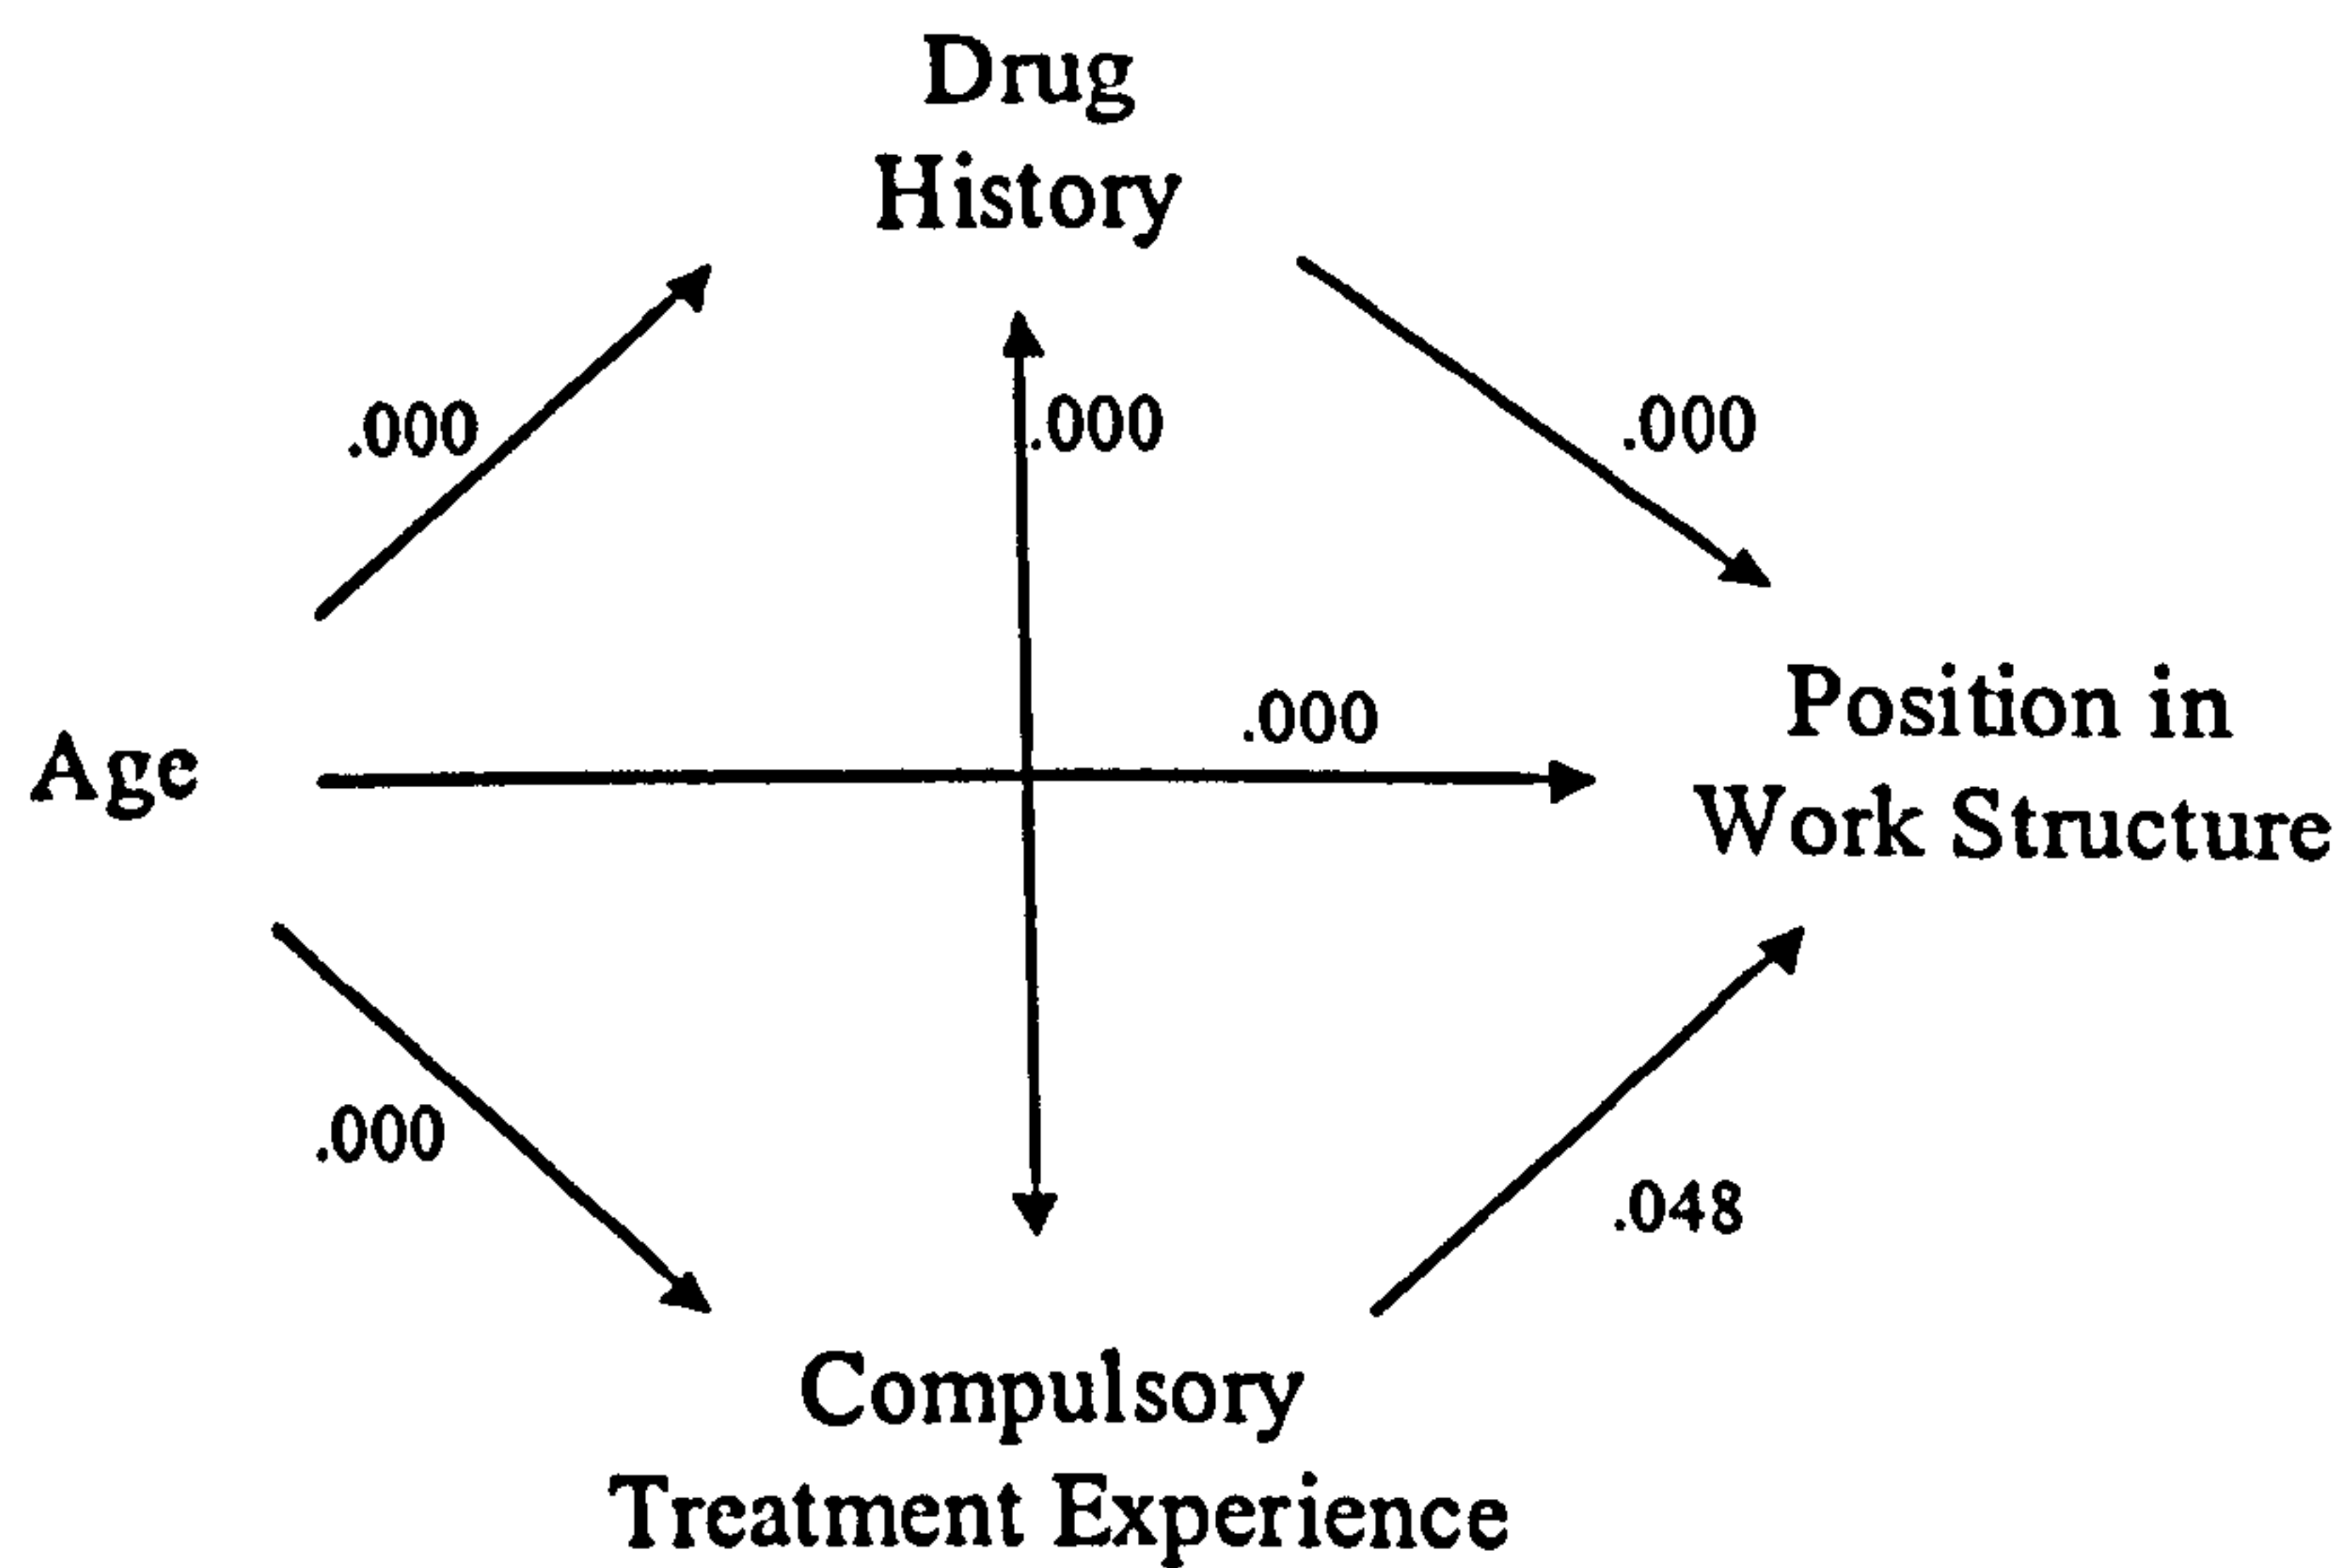 Drug
History
.000
.000
.000
.000
Position in
Age
Work Structure
.000
.048
Compulsory
Treatment Experience